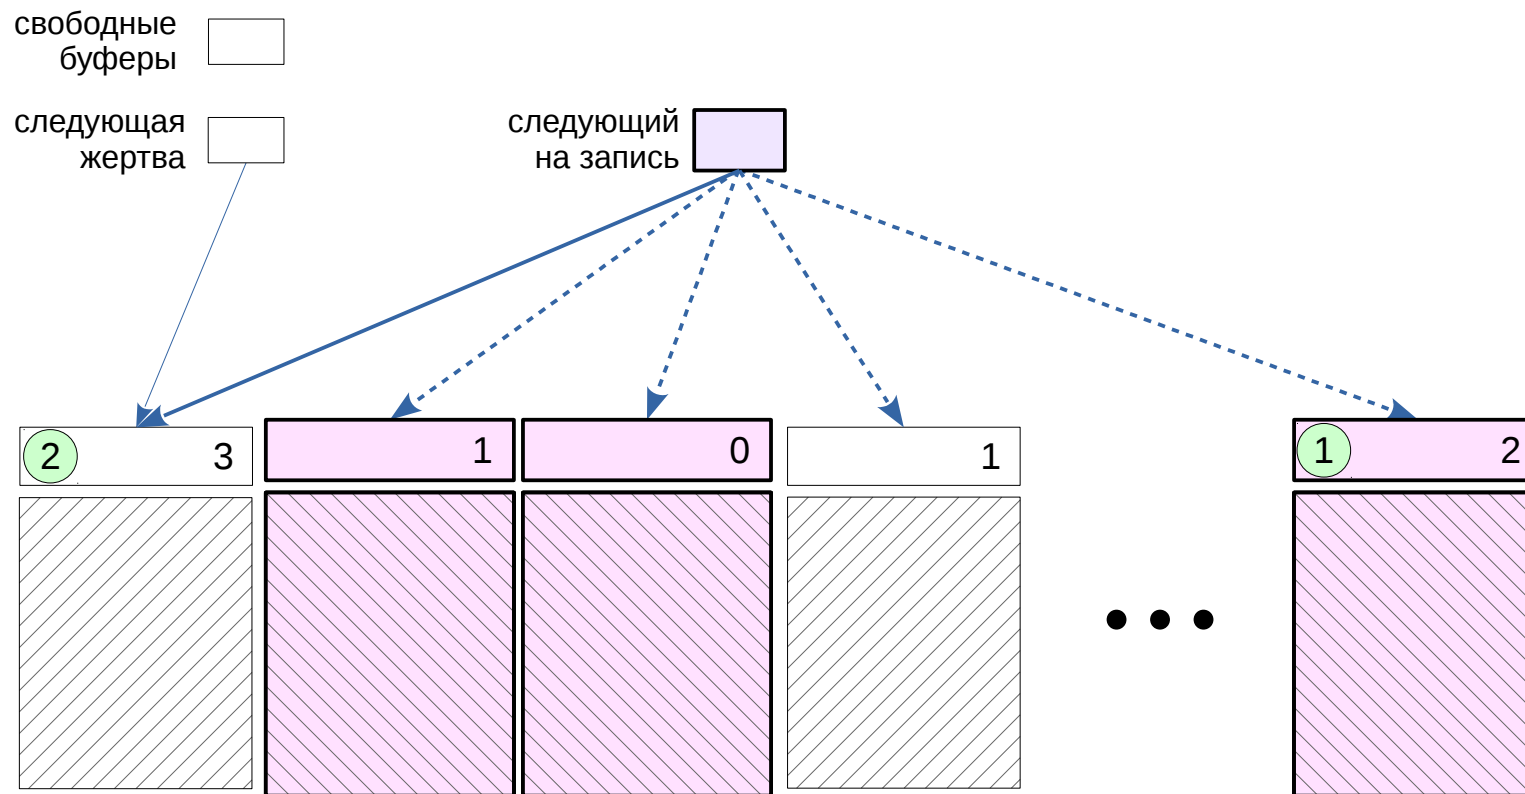 свободные
буферы
следующая
жертва
следующий
на запись
2 3
1
0
1
1 2